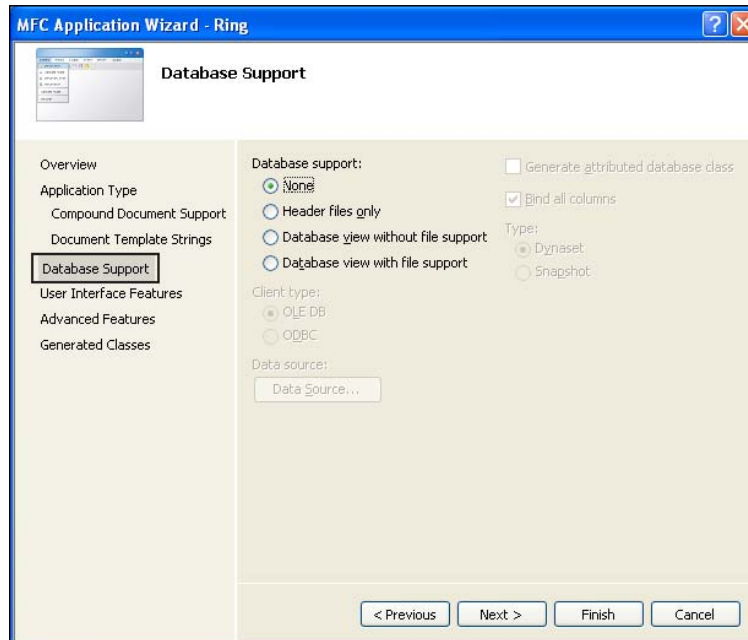 MFC Application Wizard - Ring
Database Support
Overview
Application Type
Compound Document Support
Document Template Strings
Database Support
User Interface Features
Advanced Features
Generated Classes
Database support:
None
Header files only
Database view without file support
Database view with file support
Client type:
OLE DB
ODBC
Data source:
Data Source...
Generate attributed database class
Bind all columns
Type:
Dynaset
Snapshot
< Previous
Next >
Finish
Cancel